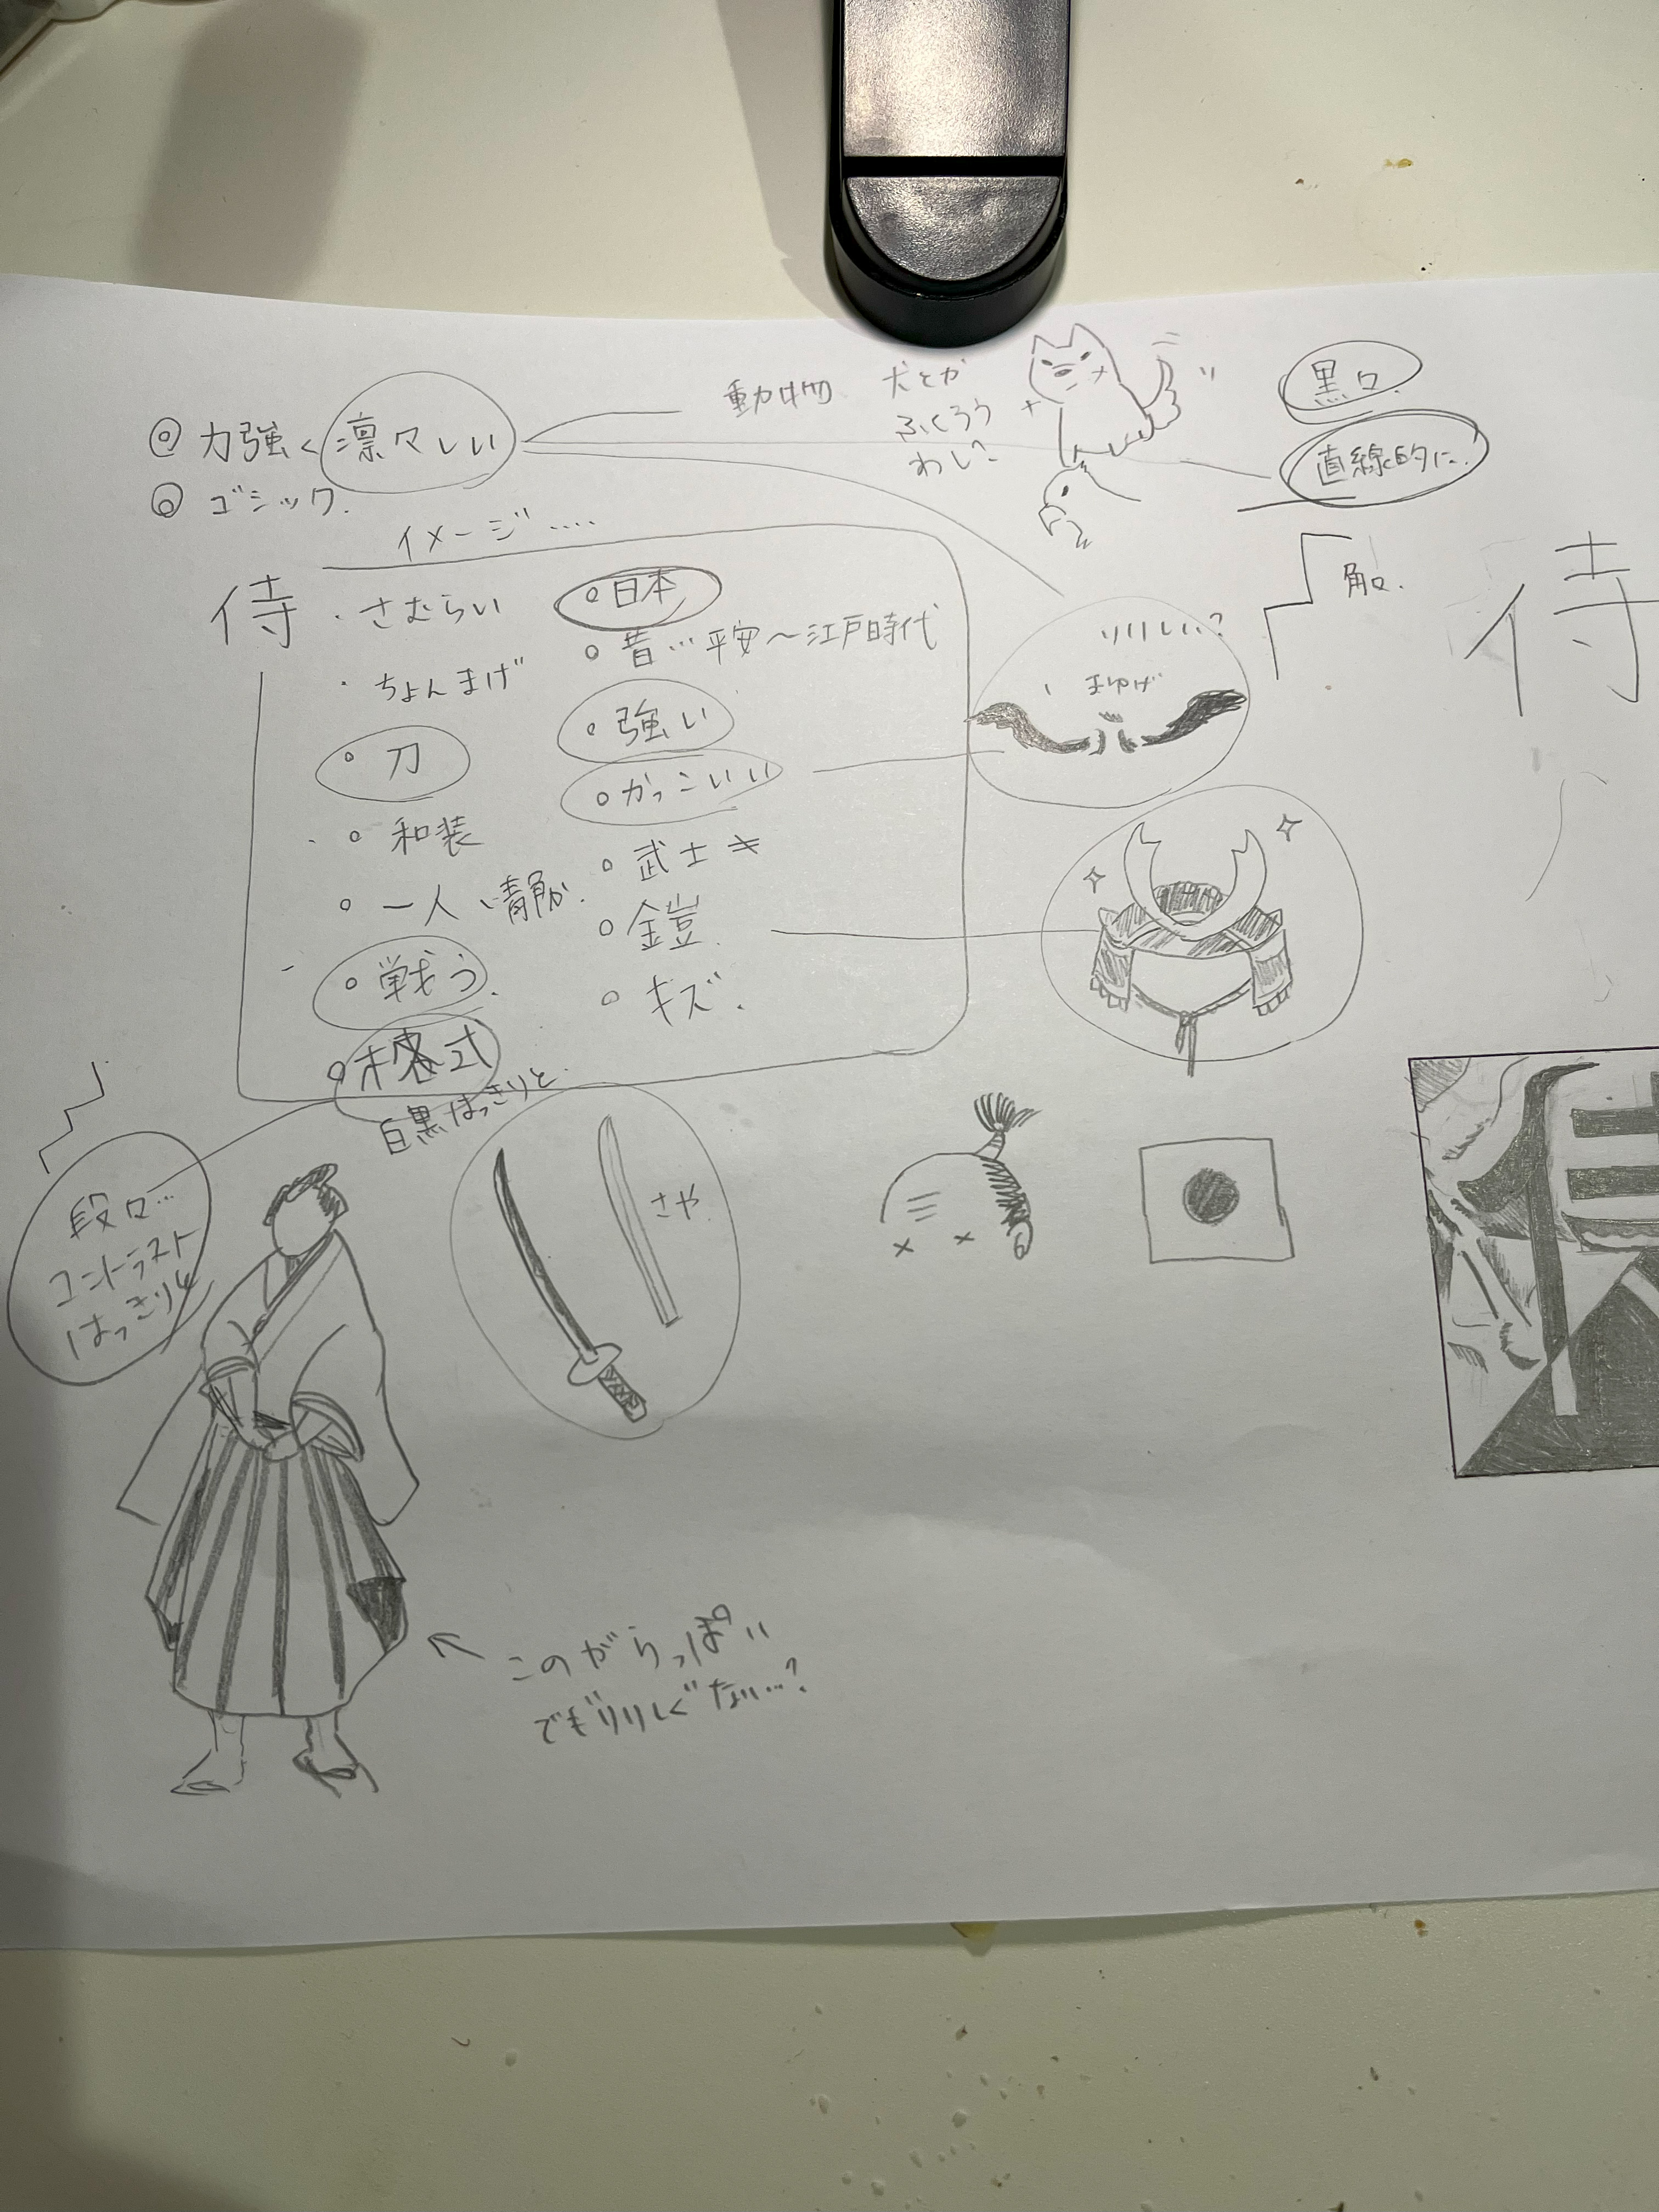 ◎ 力強く 凛々しい
◎ ゴシック.
動物 犬とか
ふくろう
わし?
黒々
直線的に.
角々.
イメージ....
侍
・さむらい
・ちょんまげ
○ 刀
○ 和装
○ 一人、静か.
○ 戦う.
○ 格式
白黒はっきりと.
○ 日本
○ 昔…平安〜江戸時代
○ 強い
○ かっこいい
○ 武士
○ 鎧.
○ キズ.
りりしい?
まゆげ
侍
段々…
コントラスト
はっきりと
さや.
← このがらっぽい
でもりりしくない…?